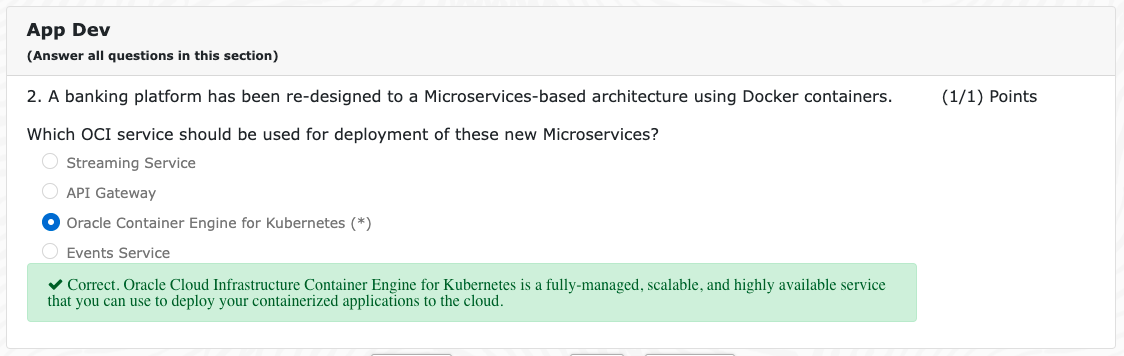 App Dev
(Answer all questions in this section)
2. A banking platform has been re-designed to a Microservices-based architecture using Docker containers. (1/1) Points
Which OCI service should be used for deployment of these new Microservices?
Streaming Service
API Gateway
Oracle Container Engine for Kubernetes (*)
Events Service
✔ Correct. Oracle Cloud Infrastructure Container Engine for Kubernetes is a fully-managed, scalable, and highly available service
that you can use to deploy your containerized applications to the cloud.